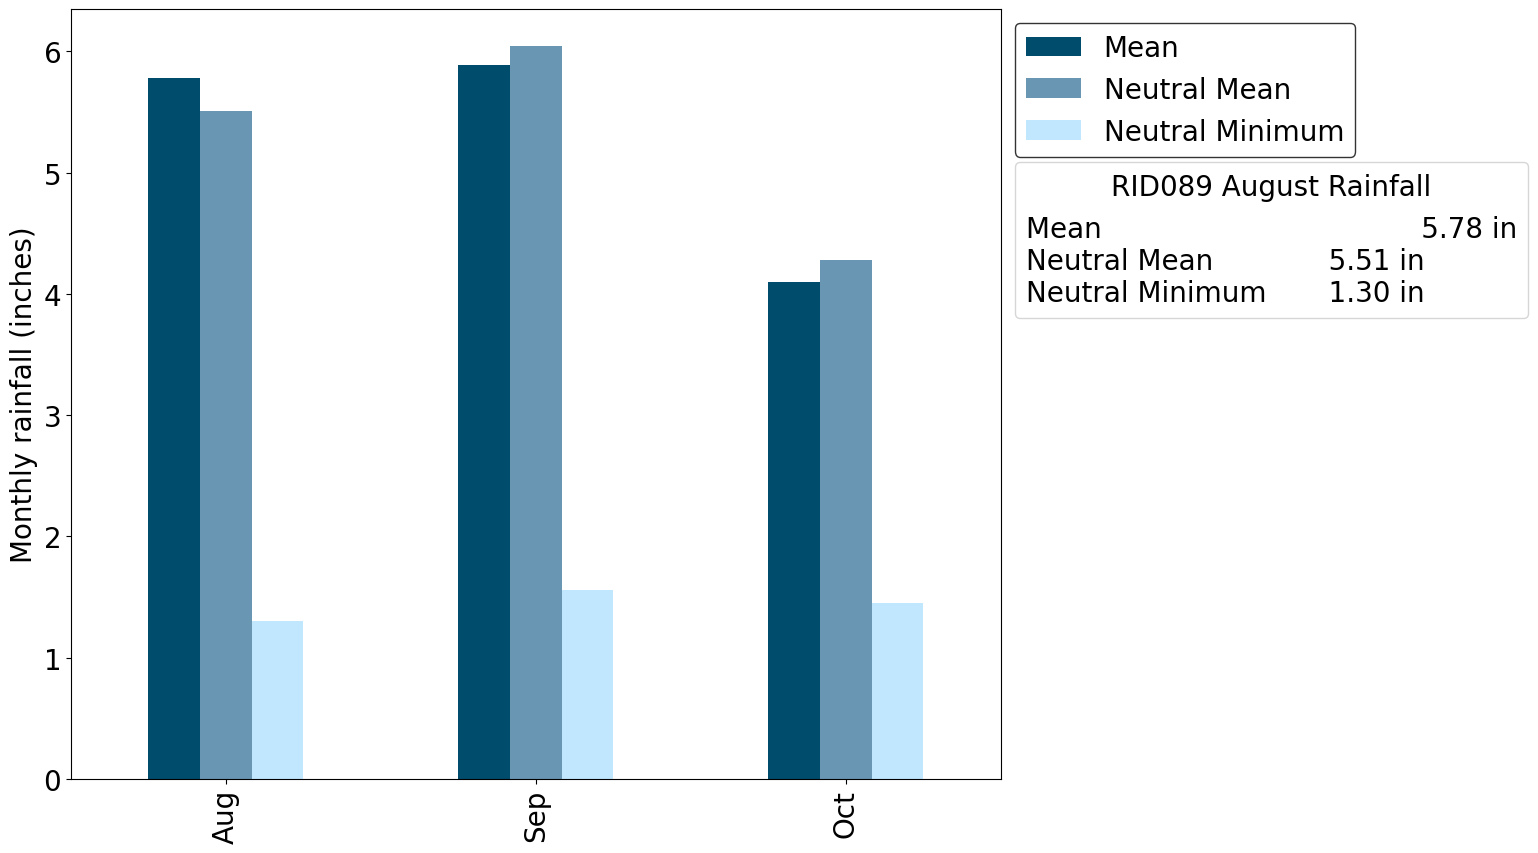 Monthly rainfall (inches)
6
5
4
3
2
1
0
Aug
Sep
Oct
Mean
Neutral Mean
Neutral Minimum
RID089 August Rainfall
Mean 5.78 in
Neutral Mean 5.51 in
Neutral Minimum 1.30 in